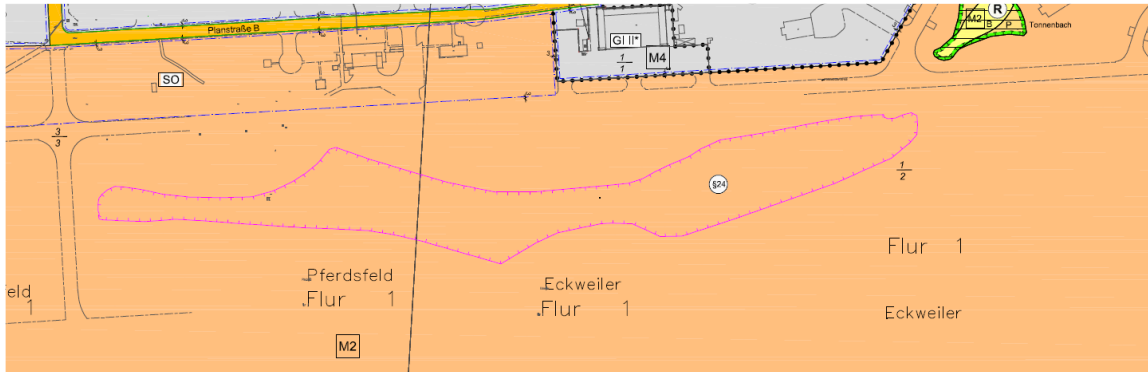 R
M2
B P
Tonnenbach
Planstraße B
GI II*
1
1
M4
SO
3
3
§24
1
2
Flur 1
Pferdsfeld
Flur 1
Eckweiler
Flur 1
eld
1
Eckweiler
M2